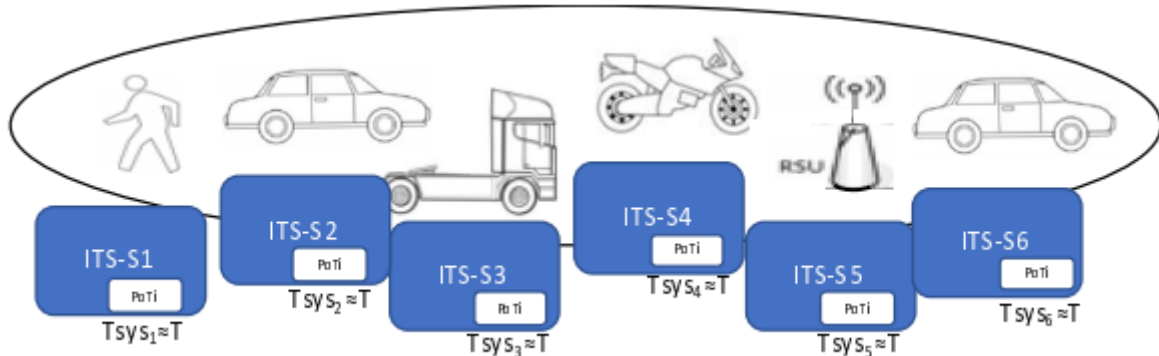 RSU
ITS-S1
PoTi
Tsys₁≈T
ITS-S2
PoTi
Tsys₂≈T
ITS-S3
PoTi
Tsys₃≈T
ITS-S4
PoTi
Tsys₄≈T
ITS-S5
PoTi
Tsys₅≈T
ITS-S6
PoTi
Tsys₆≈T